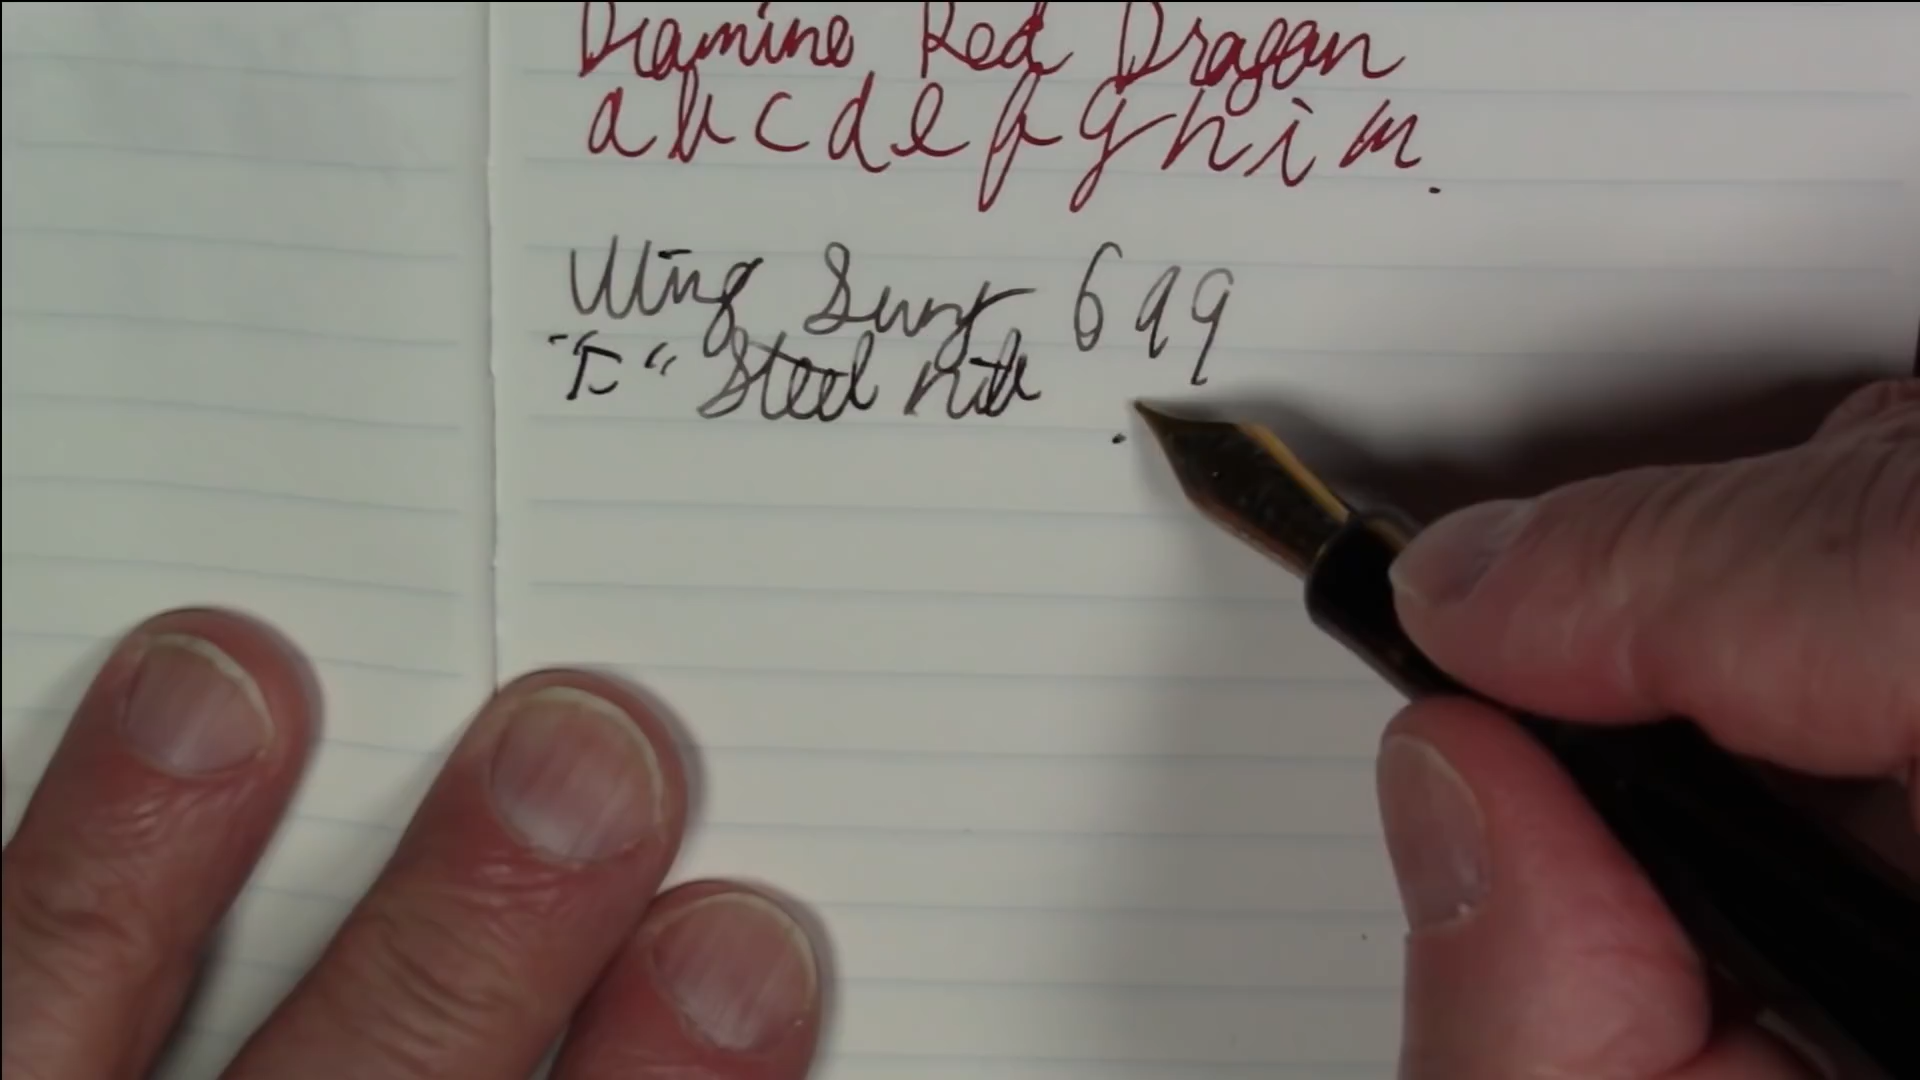 Diamine Red Dragon
a b c d e f g h i m.
Wing Sung 699
"F" Steel nib
.